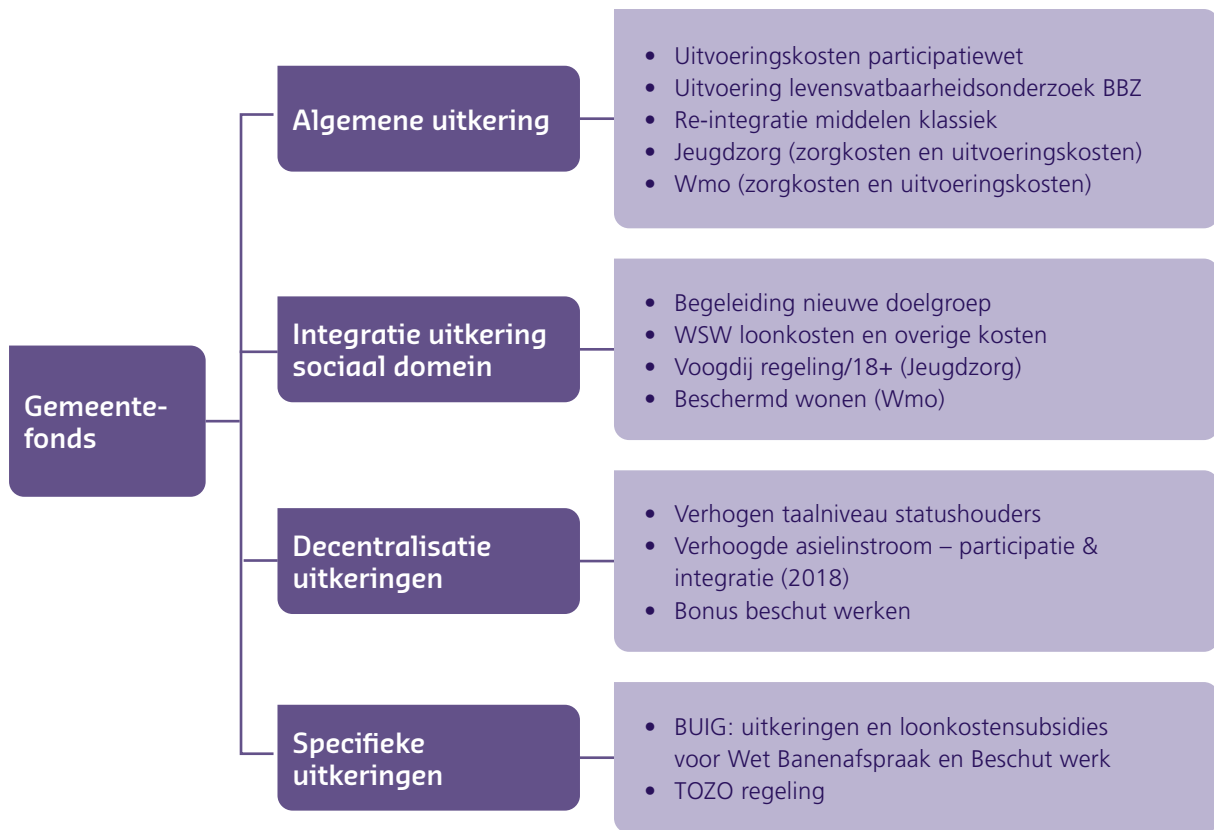 Gemeente-
fonds
Algemene uitkering
• Uitvoeringskosten participatiewet
• Uitvoering levensvatbaarheidsonderzoek BBZ
• Re-integratie middelen klassiek
• Jeugdzorg (zorgkosten en uitvoeringskosten)
• Wmo (zorgkosten en uitvoeringskosten)
Integratie uitkering
sociaal domein
• Begeleiding nieuwe doelgroep
• WSW loonkosten en overige kosten
• Voogdij regeling/18+ (Jeugdzorg)
• Beschermd wonen (Wmo)
Decentralisatie
uitkeringen
• Verhogen taalniveau statushouders
• Verhoogde asielinstroom – participatie &
integratie (2018)
• Bonus beschut werken
Specifieke
uitkeringen
• BUIG: uitkeringen en loonkostensubsidies
voor Wet Banenafspraak en Beschut werk
• TOZO regeling